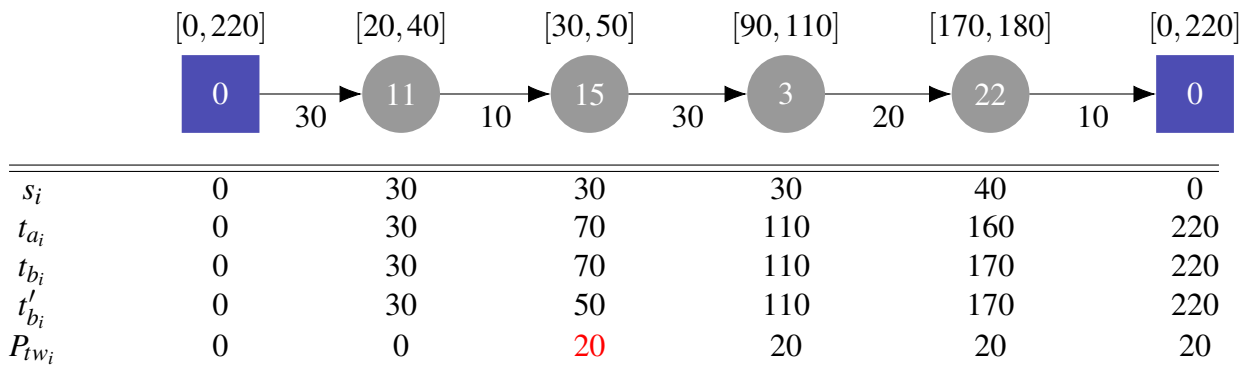 [0,220] [20,40] [30,50] [90,110] [170,180] [0,220]
0 11 15 3 22 0
30 10 30 20 10
s_i 0 30 30 30 40 0
t_{a_i} 0 30 70 110 160 220
t_{b_i} 0 30 70 110 170 220
t'_{b_i} 0 30 50 110 170 220
P_{tw_i} 0 0 20 20 20 20